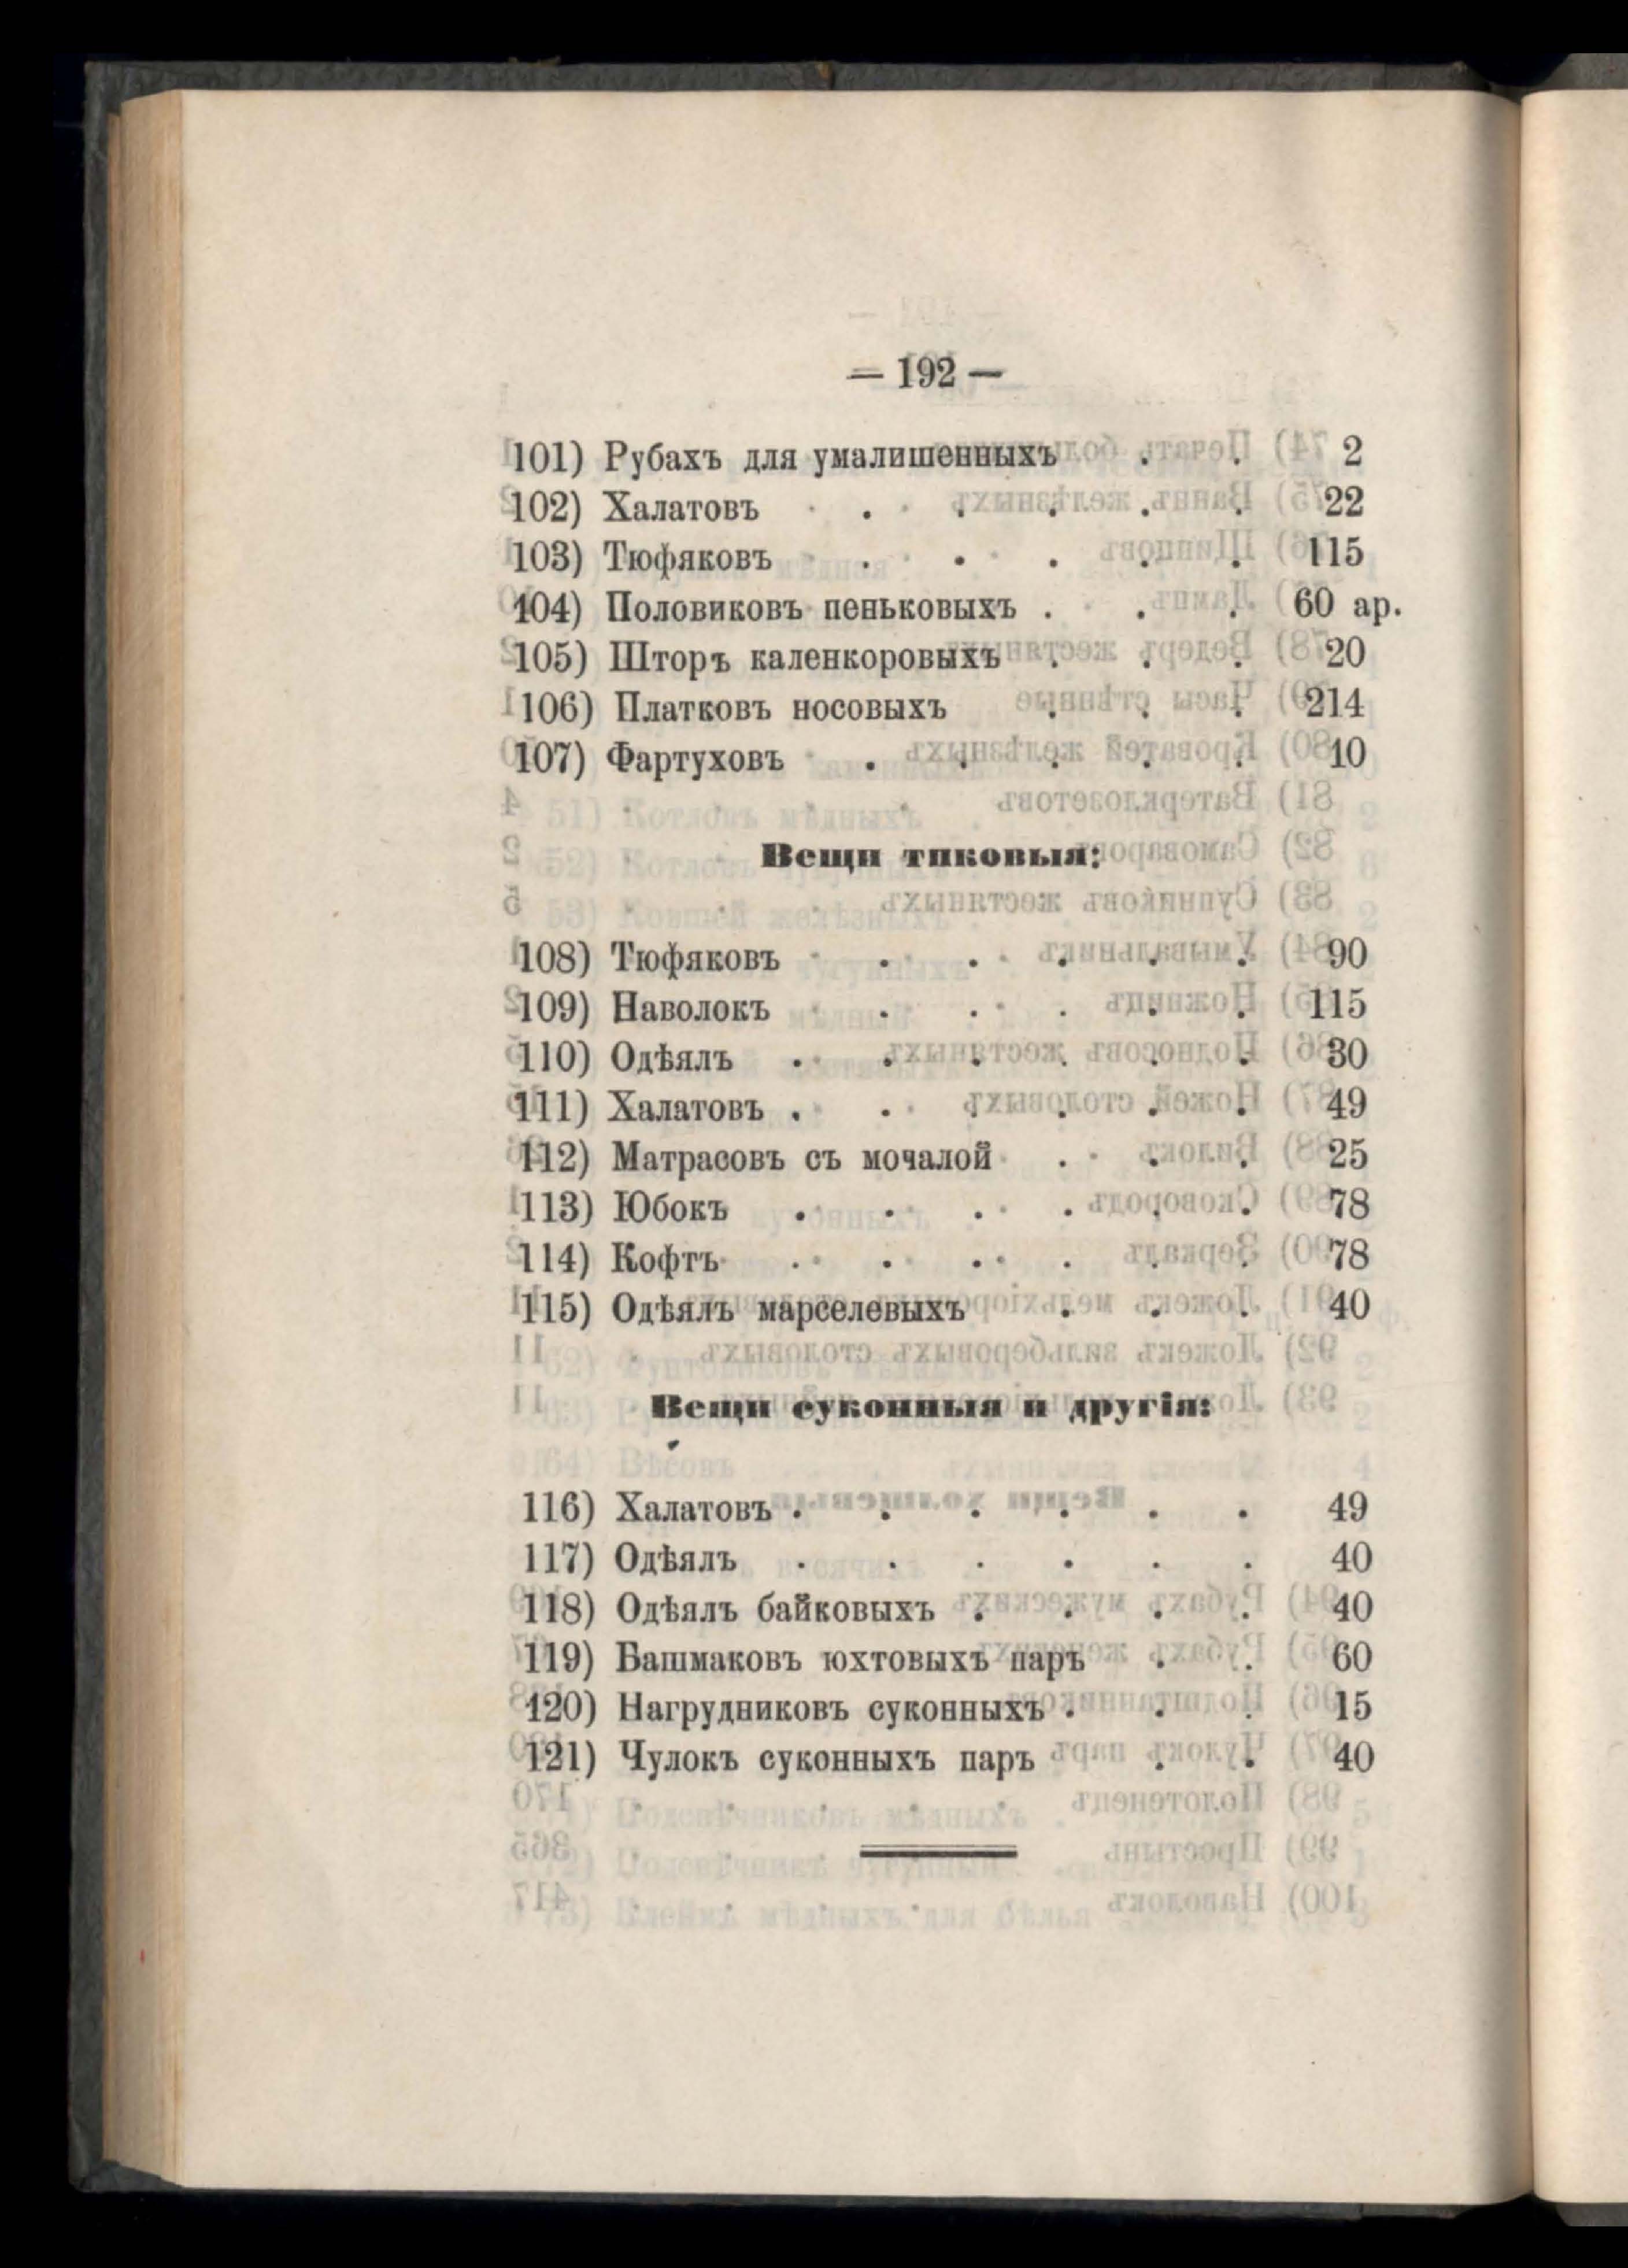 — 192 —
101) Рубахъ для умалишенныхъ . . 2
102) Халатовъ . . . . . 22
103) Тюфяковъ . . . . . 115
104) Половиковъ пеньковыхъ . . . 60 ар.
105) Шторъ каленкоровыхъ . . . 20
106) Платковъ носовыхъ . . . 214
107) Фартуховъ . . . . . 10
Вещи тиковыя:
108) Тюфяковъ . . . . . 90
109) Наволокъ . . . . . 115
110) Одѣялъ . . . . . . 30
111) Халатовъ . . . . . . 49
112) Матрасовъ съ мочалой . . . 25
113) Юбокъ . . . . . . 78
114) Кофтъ . . . . . . 78
115) Одѣялъ марселевыхъ . . . 40
Вещи суконныя и другія:
116) Халатовъ . . . . . . 49
117) Одѣялъ . . . . . . 40
118) Одѣялъ байковыхъ . . . . 40
119) Башмаковъ юхтовыхъ паръ . . 60
120) Нагрудниковъ суконныхъ . . . 15
121) Чулокъ суконныхъ паръ . . 40